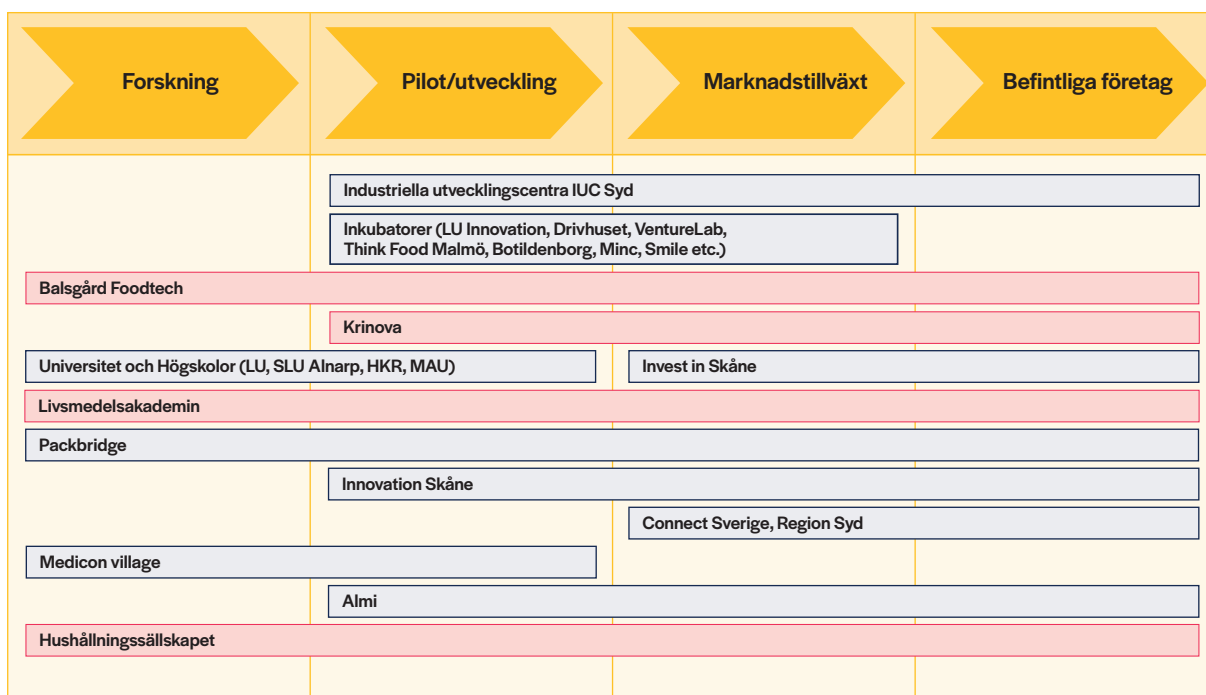 Forskning
Pilot/utveckling
Marknadstillväxt
Befintliga företag
Industriella utvecklingscentra IUC Syd
Inkubatorer (LU Innovation, Drivhuset, VentureLab,
Think Food Malmö, Botildenborg, Minc, Smile etc.)
Balsgård Foodtech
Krinova
Universitet och Högskolor (LU, SLU Alnarp, HKR, MAU)
Invest in Skåne
Livsmedelsakademin
Packbridge
Innovation Skåne
Connect Sverige, Region Syd
Medicon village
Almi
Hushållningssällskapet